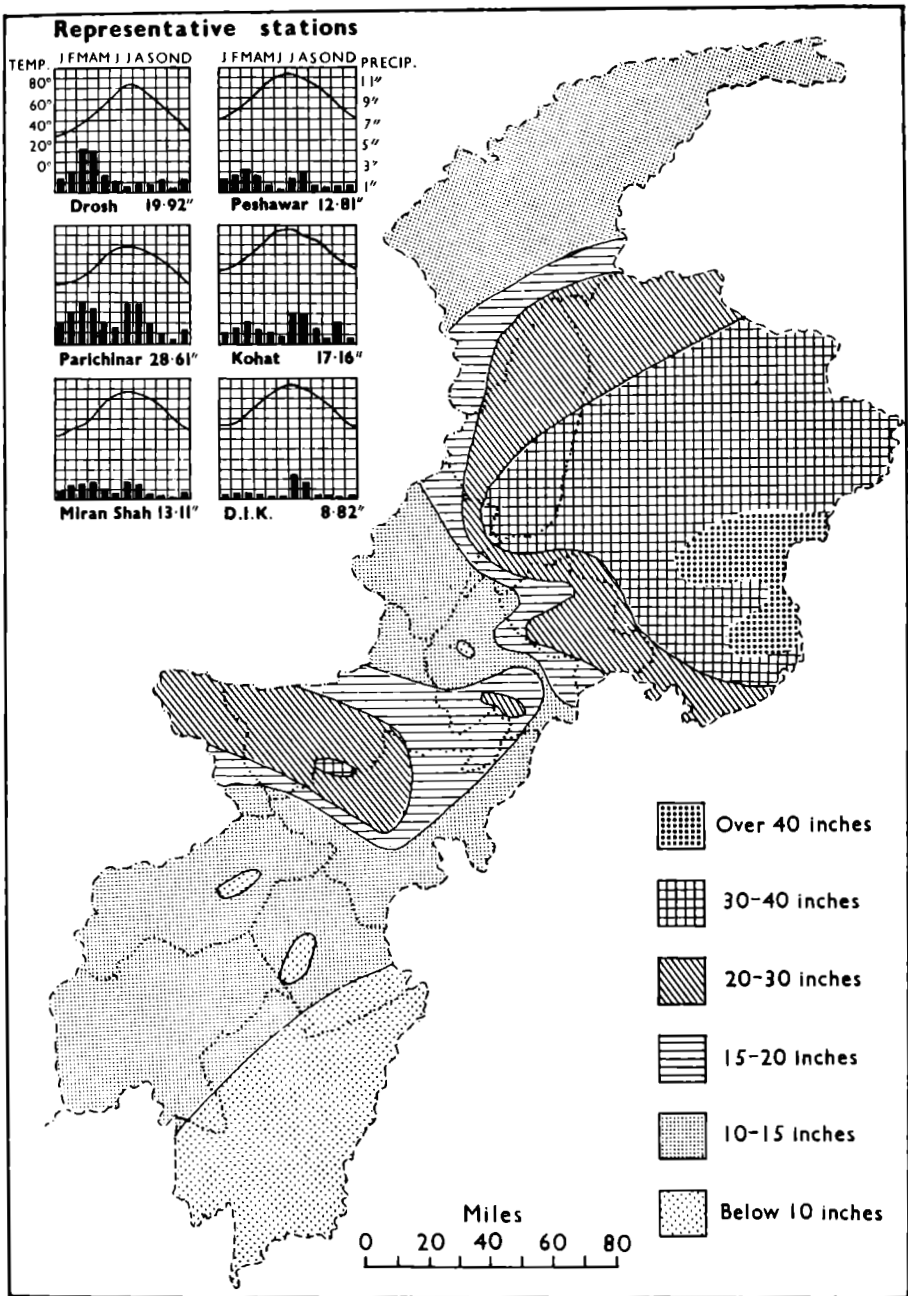 Representative stations
J F M A M J J A S O N D J F M A M J J A S O N D
TEMP. PRECIP.
80° 11"
60° 9"
40° 7"
20° 5"
0° 3"
1"
Drosh 19·92" Peshawar 12·81"
Parichinar 28·61" Kohat 17·16"
Miran Shah 13·11" D.I.K. 8·82"
Over 40 inches
30-40 inches
20-30 inches
15-20 inches
10-15 inches
Below 10 inches
Miles
0 20 40 60 80